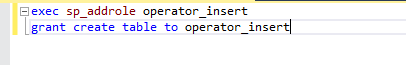 exec sp_addrole operator_insert
grant create table to operator_insert